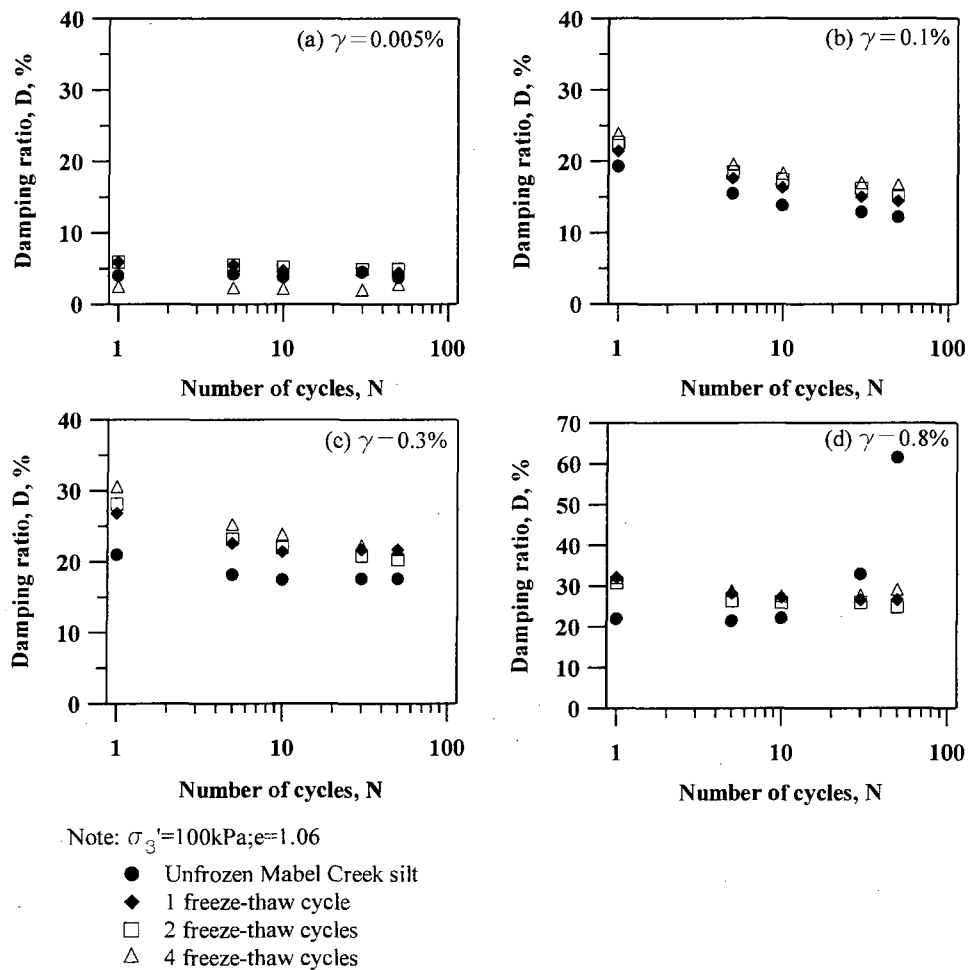 (a) γ=0.005%
Damping ratio, D, %
40
30
20
10
0
1
10
100
Number of cycles, N
(b) γ=0.1%
Damping ratio, D, %
40
30
20
10
0
1
10
100
Number of cycles, N
(c) γ=0.3%
Damping ratio, D, %
40
30
20
10
0
1
10
100
Number of cycles, N
(d) γ=0.8%
Damping ratio, D, %
70
60
50
40
30
20
10
0
1
10
100
Number of cycles, N
Note: σ3'=100kPa;e=1.06
Unfrozen Mabel Creek silt
1 freeze-thaw cycle
2 freeze-thaw cycles
4 freeze-thaw cycles